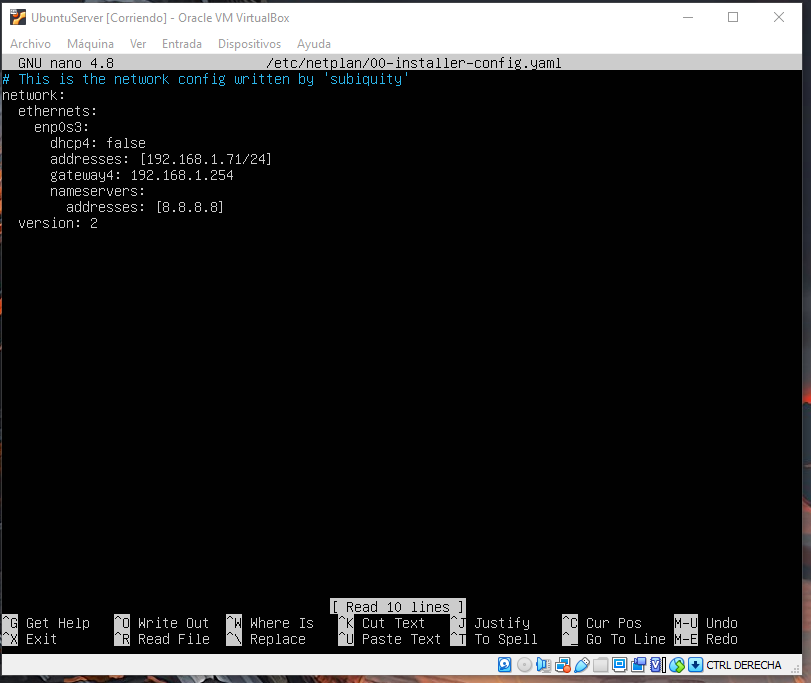 UbuntuServer [Corriendo] - Oracle VM VirtualBox
Archivo Máquina Ver Entrada Dispositivos Ayuda
GNU nano 4.8 /etc/netplan/00-installer-config.yaml
# This is the network config written by 'subiquity'
network:
  ethernets:
    enp0s3:
      dhcp4: false
      addresses: [192.168.1.71/24]
      gateway4: 192.168.1.254
      nameservers:
        addresses: [8.8.8.8]
  version: 2
[ Read 10 lines ]
^G Get Help ^O Write Out ^W Where Is ^K Cut Text ^J Justify ^C Cur Pos M-U Undo
^X Exit ^R Read File ^\ Replace ^U Paste Text ^T To Spell ^_ Go To Line M-E Redo
CTRL DERECHA